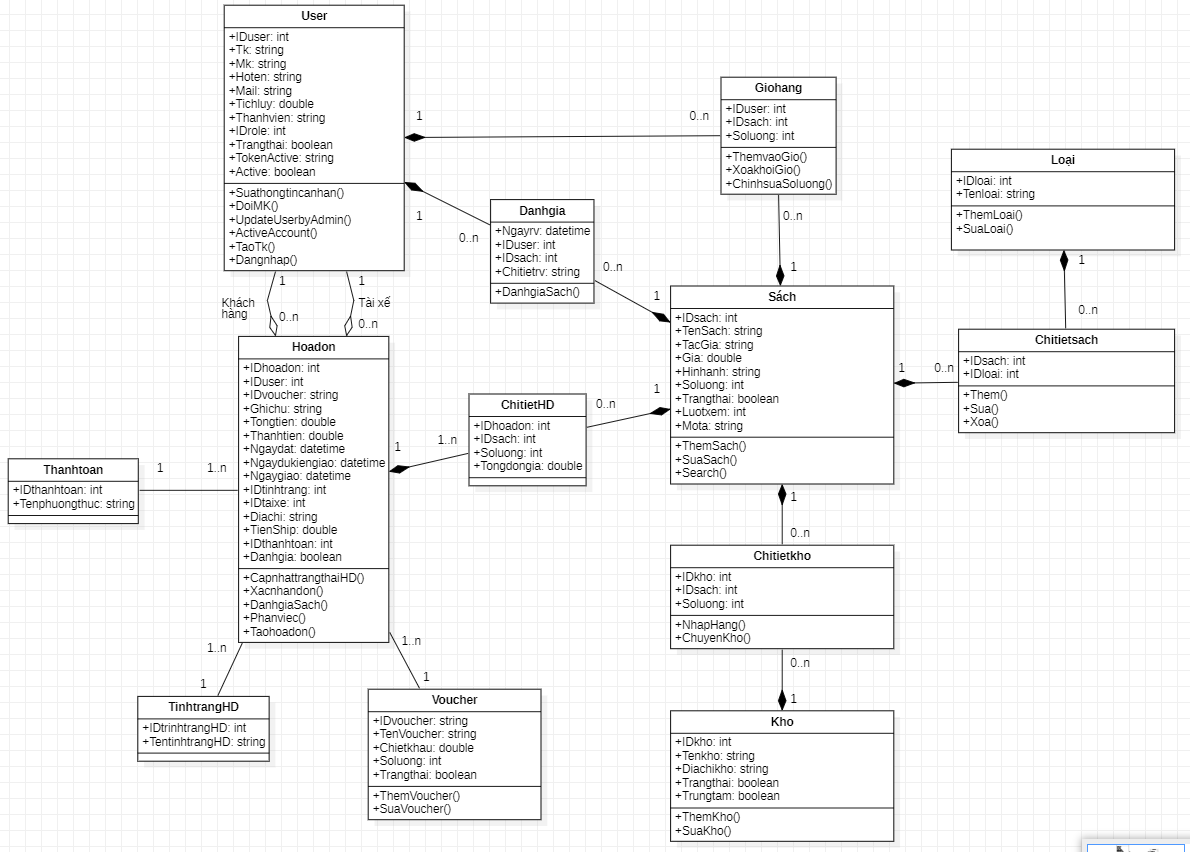 User
+IDuser: int
+Tk: string
+Mk: string
+Hoten: string
+Mail: string
+Tichluy: double
+Thanhvien: string
+IDrole: int
+Trangthai: boolean
+TokenActive: string
+Active: boolean
+Suathongtincanhan()
+DoiMK()
+UpdateUserbyAdmin()
+ActiveAccount()
+TaoTk()
+Dangnhap()
1
0..n
1
0..n
Giohang
+IDuser: int
+IDsach: int
+Soluong: int
+ThemvaoGio()
+XoakhoiGio()
+ChinhsuaSoluong()
0..n
1
Loại
+IDloai: int
+Tenloai: string
+ThemLoai()
+SuaLoai()
1
0..n
Danhgia
+Ngayrv: datetime
+IDuser: int
+IDsach: int
+Chitietrv: string
+DanhgiaSach()
0..n
1
1
Khách
hàng
0..n
1
Tài xế
0..n
Sách
+IDsach: int
+TenSach: string
+TacGia: string
+Gia: double
+Hinhanh: string
+Soluong: int
+Trangthai: boolean
+Luotxem: int
+Mota: string
+ThemSach()
+SuaSach()
+Search()
1
0..n
Chitietsach
+IDsach: int
+IDloai: int
+Them()
+Sua()
+Xoa()
Hoadon
+IDhoadon: int
+IDuser: int
+IDvoucher: string
+Ghichu: string
+Tongtien: double
+Thanhtien: double
+Ngaydat: datetime
+Ngaydukiengiao: datetime
+Ngaygiao: datetime
+IDtinhtrang: int
+IDtaixe: int
+Diachi: string
+TienShip: double
+IDthanhtoan: int
+Danhgia: boolean
+CapnhattrangthaiHD()
+Xacnhandon()
+DanhgiaSach()
+Phanviec()
+Taohoadon()
1
1..n
ChitietHD
+IDhoadon: int
+IDsach: int
+Soluong: int
+Tongdongia: double
0..n
1
Thanhtoan
+IDthanhtoan: int
+Tenphuongthuc: string
1
1..n
1
0..n
Chitietkho
+IDkho: int
+IDsach: int
+Soluong: int
+NhapHang()
+ChuyenKho()
0..n
1
1..n
1
TinhtrangHD
+IDtrinhtrangHD: int
+TentinhtrangHD: string
1..n
1
Voucher
+IDvoucher: string
+TenVoucher: string
+Chietkhau: double
+Soluong: int
+Trangthai: boolean
+ThemVoucher()
+SuaVoucher()
Kho
+IDkho: int
+Tenkho: string
+Diachikho: string
+Trangthai: boolean
+Trungtam: boolean
+ThemKho()
+SuaKho()